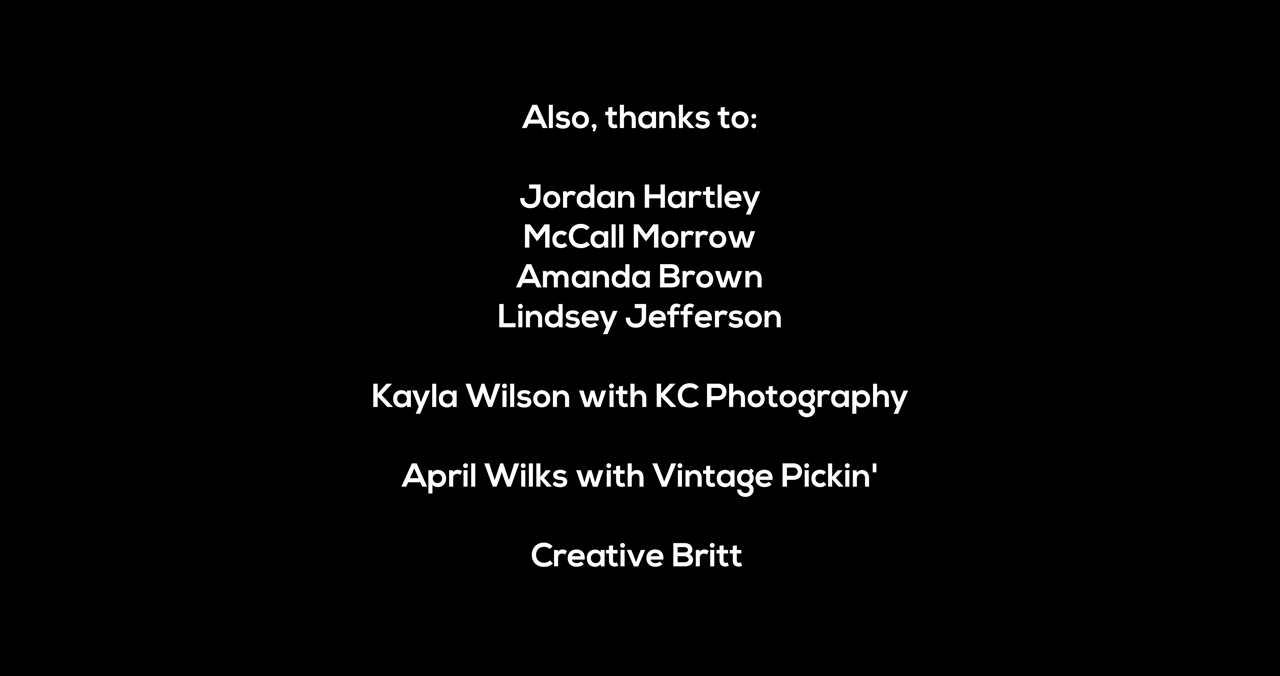 Also, thanks to:
Jordan Hartley
McCall Morrow
Amanda Brown
Lindsey Jefferson
Kayla Wilson with KC Photography
April Wilks with Vintage Pickin'
Creative Britt